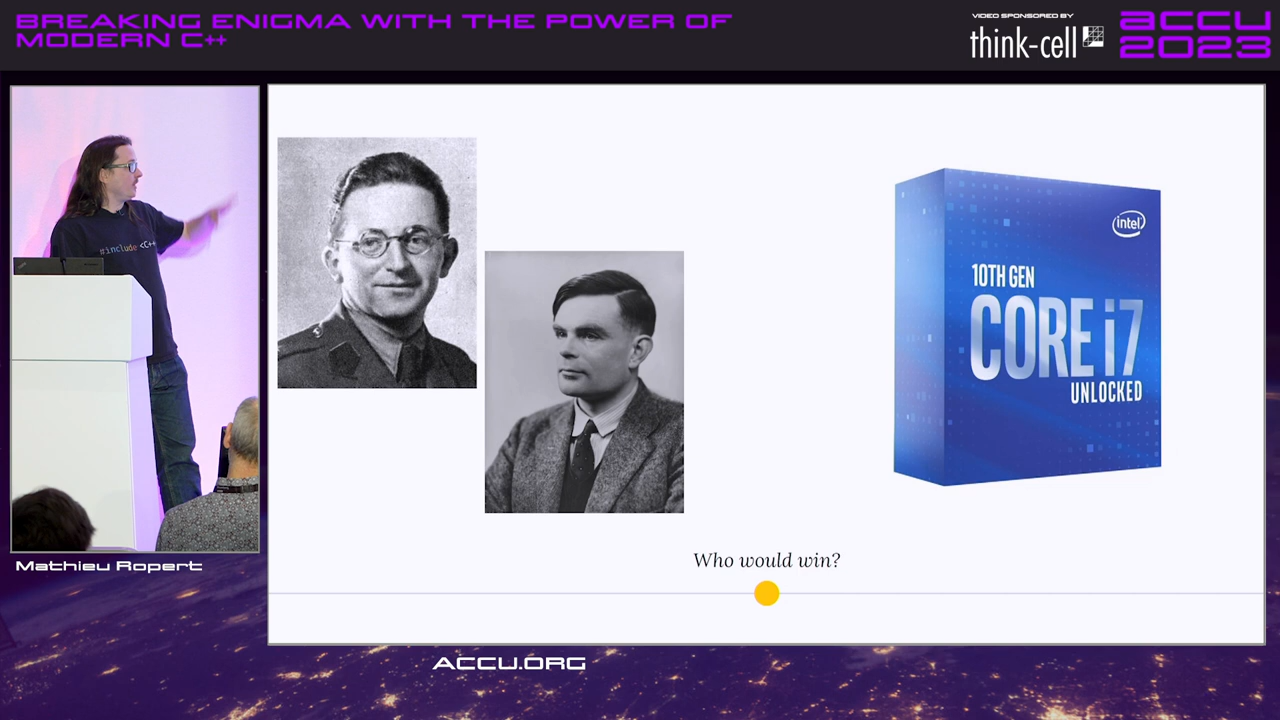 BREAKING ENIGMA WITH THE POWER OF
MODERN C++
VIDEO SPONSORED BY
think-cell
accu
2023
#include <C++
intel
10TH GEN
CORE i7
UNLOCKED
Who would win?
Mathieu Ropert
ACCU.ORG